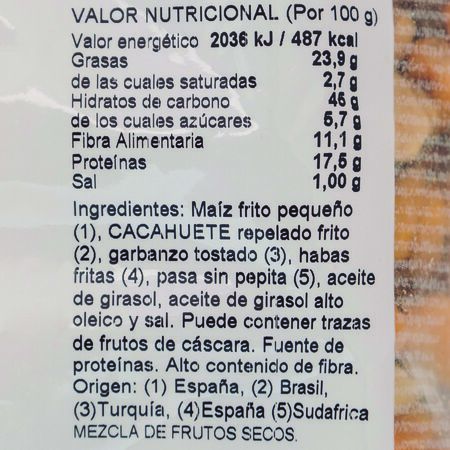 VALOR NUTRICIONAL (Por 100 g)
Valor energético 2036 kJ / 487 kcal
Grasas 23,9 g
de las cuales saturadas 2,7 g
Hidratos de carbono 45 g
de los cuales azúcares 5,7 g
Fibra Alimentaria 11,1 g
Proteínas 17,5 g
Sal 1,00 g
Ingredientes: Maíz frito pequeño
(1), CACAHUETE repelado frito
(2), garbanzo tostado (3), habas
fritas (4), pasa sin pepita (5), aceite
de girasol, aceite de girasol alto
oleico y sal. Puede contener trazas
de frutos de cáscara. Fuente de
proteínas. Alto contenido de fibra.
Origen: (1) España, (2) Brasil,
(3)Turquía, (4)España (5)Sudafrica
MEZCLA DE FRUTOS SECOS.